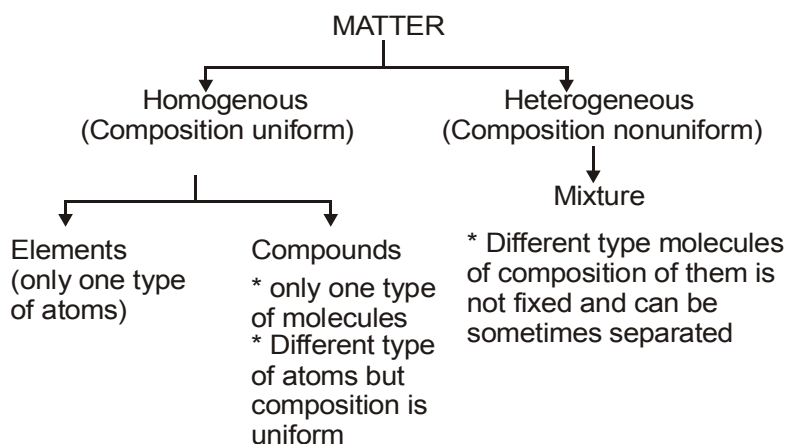 MATTER
Homogenous
(Composition uniform)
Heterogeneous
(Composition nonuniform)
Mixture
Elements
(only one type
of atoms)
Compounds
* only one type
of molecules
* Different type
of atoms but
composition is
uniform
* Different type molecules
of composition of them is
not fixed and can be
sometimes separated